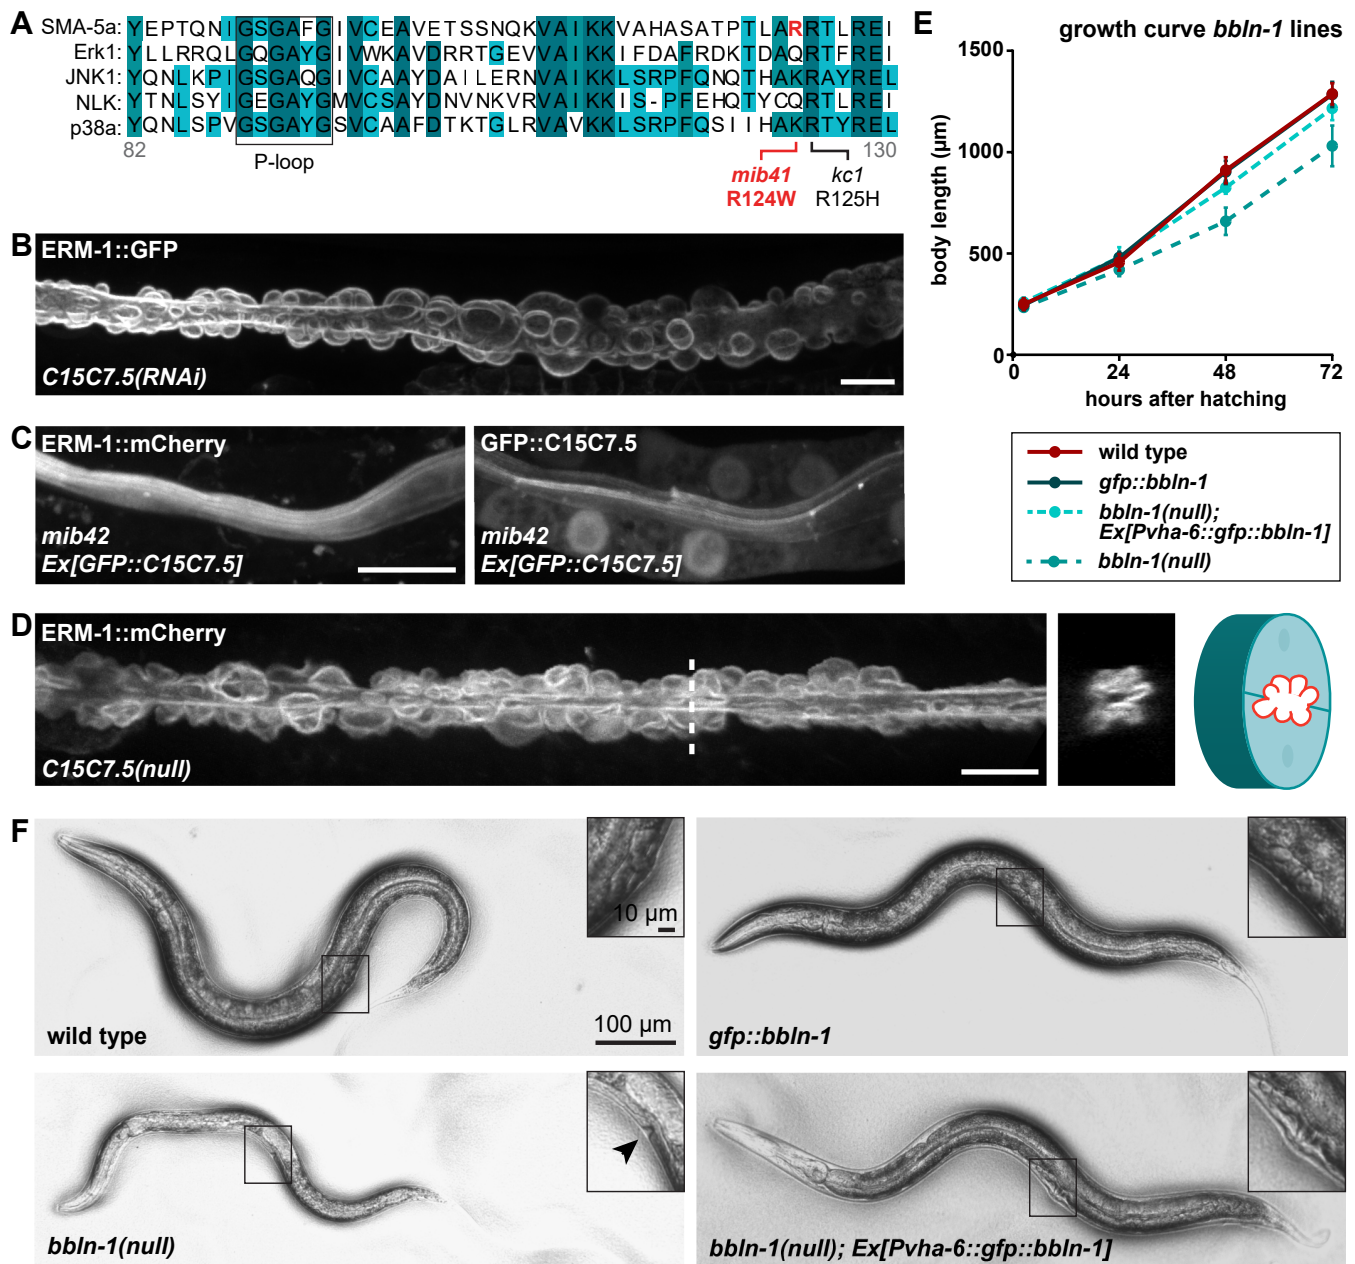 A
SMA-5a: YEPTQNIGSGAFGIVCEAVETSSNQKVAIKKVAHASATPTLARRTLREI
Erk1: YLLRRQLGQGAYGIVWKAVDRRTGEVVAIKKIFDAFRDKTDAQRTFREI
JNK1: YQNLKPIGSGAQGIVCAAYDAILERNVAIKKLSRPFQNQTHAKRAYREL
NLK: YTNLSYIGEGAYGMVCSAYDNVNKVRVAIKKIS-PFEHQTYCQRTLREI
p38a: YQNLSPVGSGAYGSVCAAFDTKTGLRVAVKKLSRPFQSIIHAKRTYREL
82 130
P-loop
mib41 kc1
R124W R125H
B
ERM-1::GFP
C15C7.5(RNAi)
C
ERM-1::mCherry
mib42
Ex[GFP::C15C7.5]
GFP::C15C7.5
mib42
Ex[GFP::C15C7.5]
D
ERM-1::mCherry
C15C7.5(null)
E
growth curve bbln-1 lines
1500
1000
500
0
body length (µm)
0 24 48 72
hours after hatching
wild type
gfp::bbln-1
bbln-1(null);
Ex[Pvha-6::gfp::bbln-1]
bbln-1(null)
F
10 µm
wild type
100 µm
gfp::bbln-1
bbln-1(null)
bbln-1(null); Ex[Pvha-6::gfp::bbln-1]